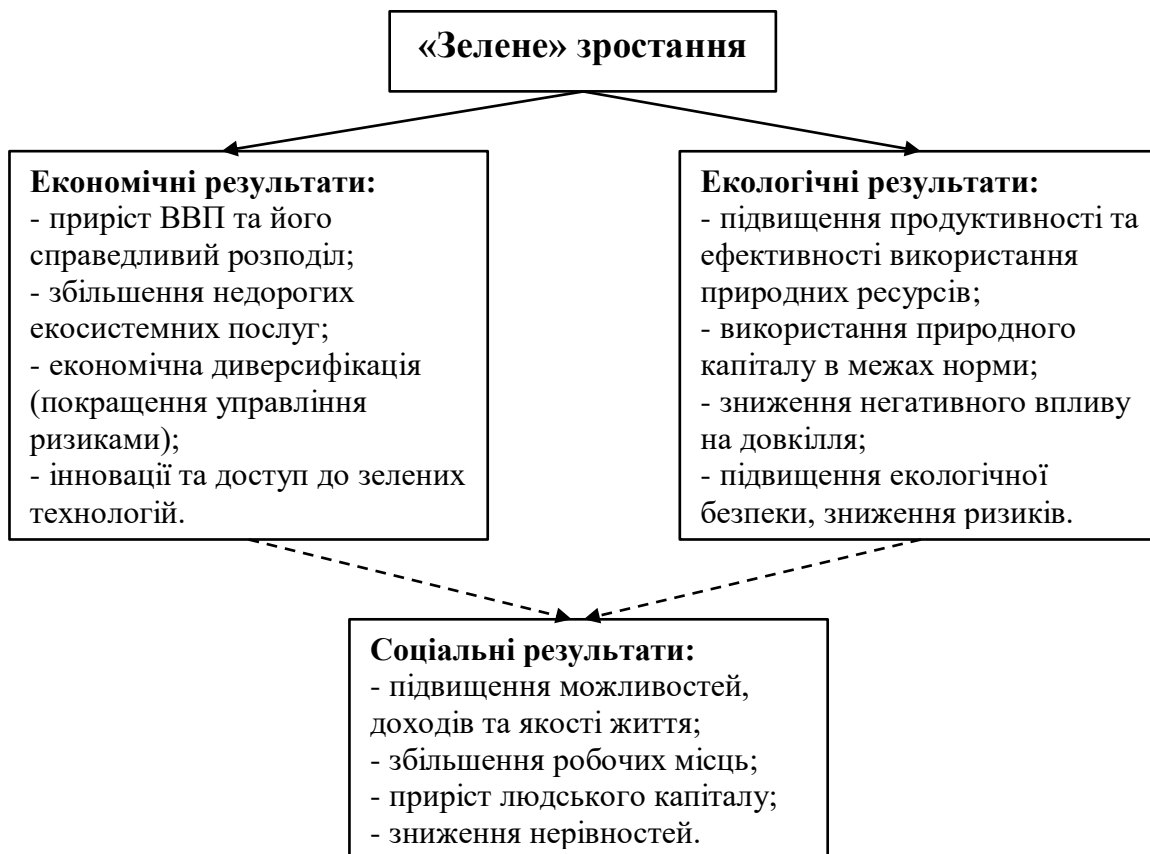 «Зелене» зростання
Економічні результати:
- приріст ВВП та його
справедливий розподіл;
- збільшення недорогих
екосистемних послуг;
- економічна диверсифікація
(покращення управління
ризиками);
- інновації та доступ до зелених
технологій.
Екологічні результати:
- підвищення продуктивності та
ефективності використання
природних ресурсів;
- використання природного
капіталу в межах норми;
- зниження негативного впливу
на довкілля;
- підвищення екологічної
безпеки, зниження ризиків.
Соціальні результати:
- підвищення можливостей,
доходів та якості життя;
- збільшення робочих місць;
- приріст людського капіталу;
- зниження нерівностей.